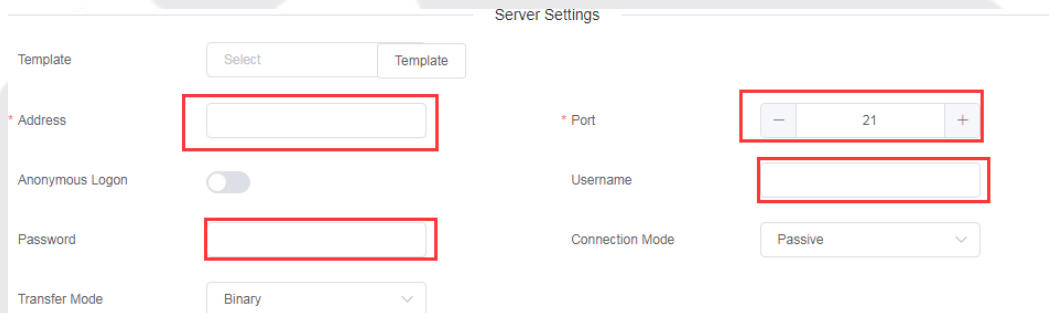 Server Settings
Template Select Template
* Address * Port − 21 +
Anonymous Logon Username
Password Connection Mode Passive
Transfer Mode Binary